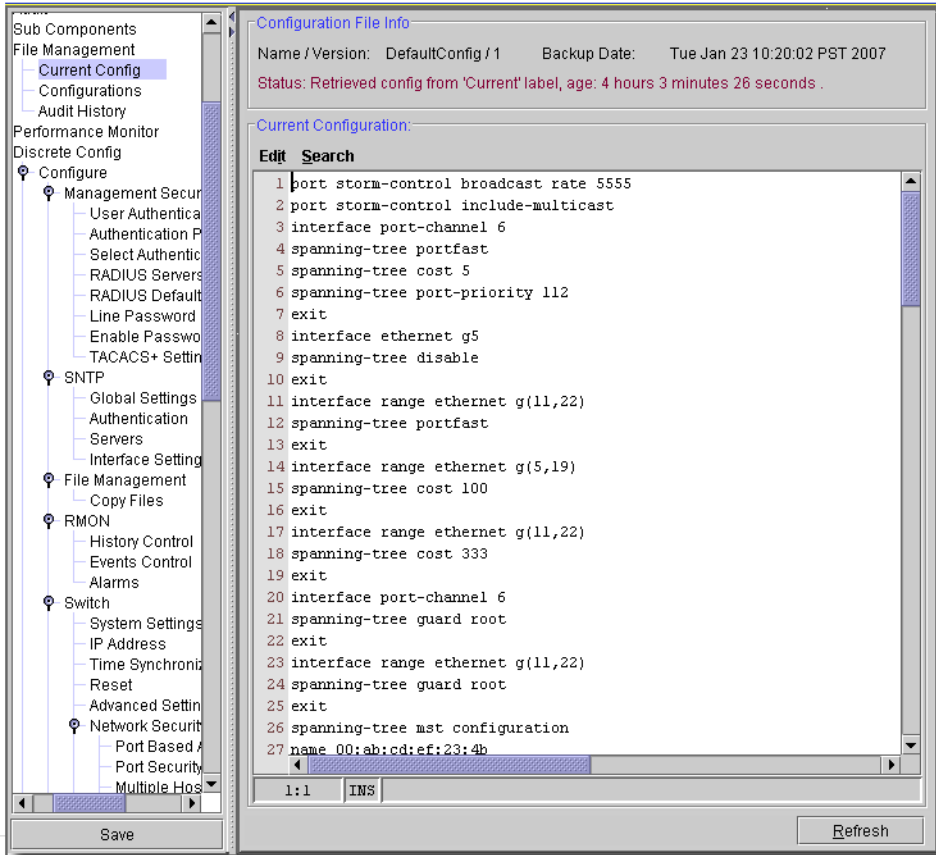 Sub Components
File Management
Current Config
Configurations
Audit History
Performance Monitor
Discrete Config
Configure
Management Secur
User Authentica
Authentication P
Select Authentic
RADIUS Servers
RADIUS Default
Line Password
Enable Passwo
TACACS+ Settin
SNTP
Global Settings
Authentication
Servers
Interface Setting
File Management
Copy Files
RMON
History Control
Events Control
Alarms
Switch
System Settings
IP Address
Time Synchroniz
Reset
Advanced Settin
Network Securit
Port Based A
Port Security
Multiple Hos
Save
Configuration File Info
Name / Version: DefaultConfig / 1 Backup Date: Tue Jan 23 10:20:02 PST 2007
Status: Retrieved config from 'Current' label, age: 4 hours 3 minutes 26 seconds .
Current Configuration:
Edit Search
1 port storm-control broadcast rate 5555
2 port storm-control include-multicast
3 interface port-channel 6
4 spanning-tree portfast
5 spanning-tree cost 5
6 spanning-tree port-priority 112
7 exit
8 interface ethernet g5
9 spanning-tree disable
10 exit
11 interface range ethernet g(11,22)
12 spanning-tree portfast
13 exit
14 interface range ethernet g(5,19)
15 spanning-tree cost 100
16 exit
17 interface range ethernet g(11,22)
18 spanning-tree cost 333
19 exit
20 interface port-channel 6
21 spanning-tree guard root
22 exit
23 interface range ethernet g(11,22)
24 spanning-tree guard root
25 exit
26 spanning-tree mst configuration
27 name 00:ab:cd:ef:23:4b
1:1 INS
Refresh